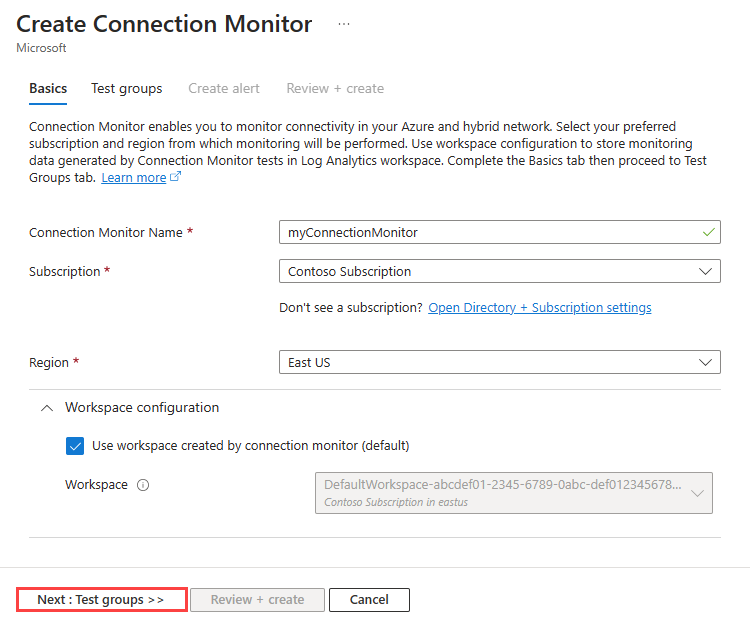 Create Connection Monitor ...
Microsoft
Basics Test groups Create alert Review + create
Connection Monitor enables you to monitor connectivity in your Azure and hybrid network. Select your preferred
subscription and region from which monitoring will be performed. Use workspace configuration to store monitoring
data generated by Connection Monitor tests in Log Analytics workspace. Complete the Basics tab then proceed to Test
Groups tab. Learn more
Connection Monitor Name * myConnectionMonitor
Subscription * Contoso Subscription
Don't see a subscription? Open Directory + Subscription settings
Region * East US
Workspace configuration
Use workspace created by connection monitor (default)
Workspace DefaultWorkspace-abcdef01-2345-6789-0abc-def012345678...
Contoso Subscription in eastus
Next : Test groups >> Review + create Cancel